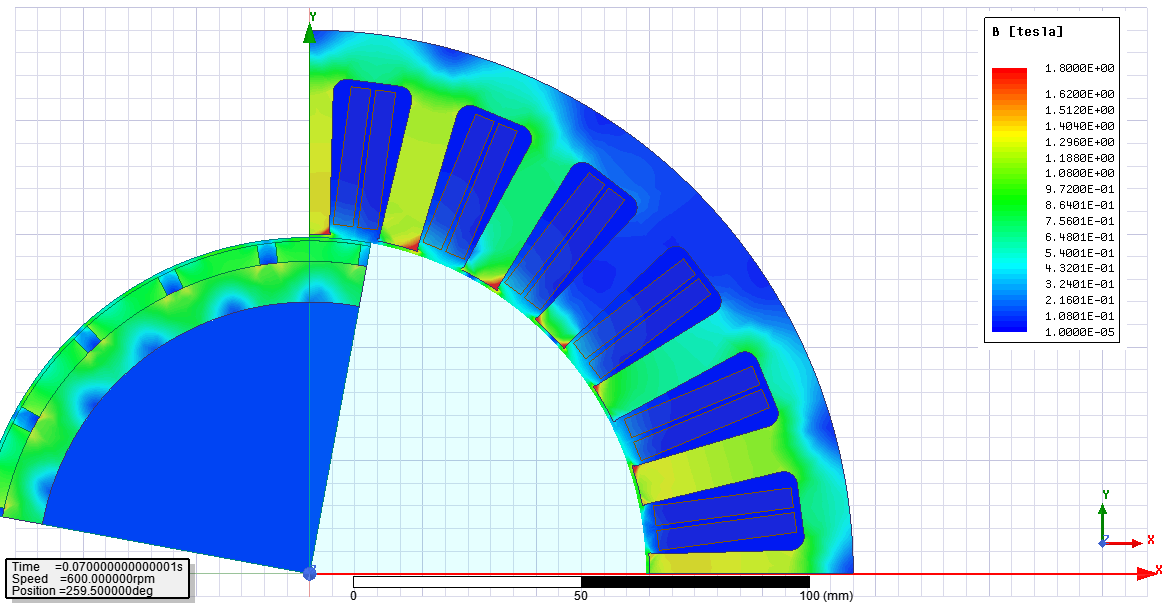 Y
B [tesla]
1.8000E+00
1.6200E+00
1.5120E+00
1.4040E+00
1.2960E+00
1.1880E+00
1.0800E+00
9.7200E-01
8.6401E-01
7.5601E-01
6.4801E-01
5.4001E-01
4.3201E-01
3.2401E-01
2.1601E-01
1.0801E-01
1.0000E-05
Y
Z
X
X
Time =0.070000000000001s
Speed =600.000000rpm
Position =259.500000deg
0 50 100 (mm)